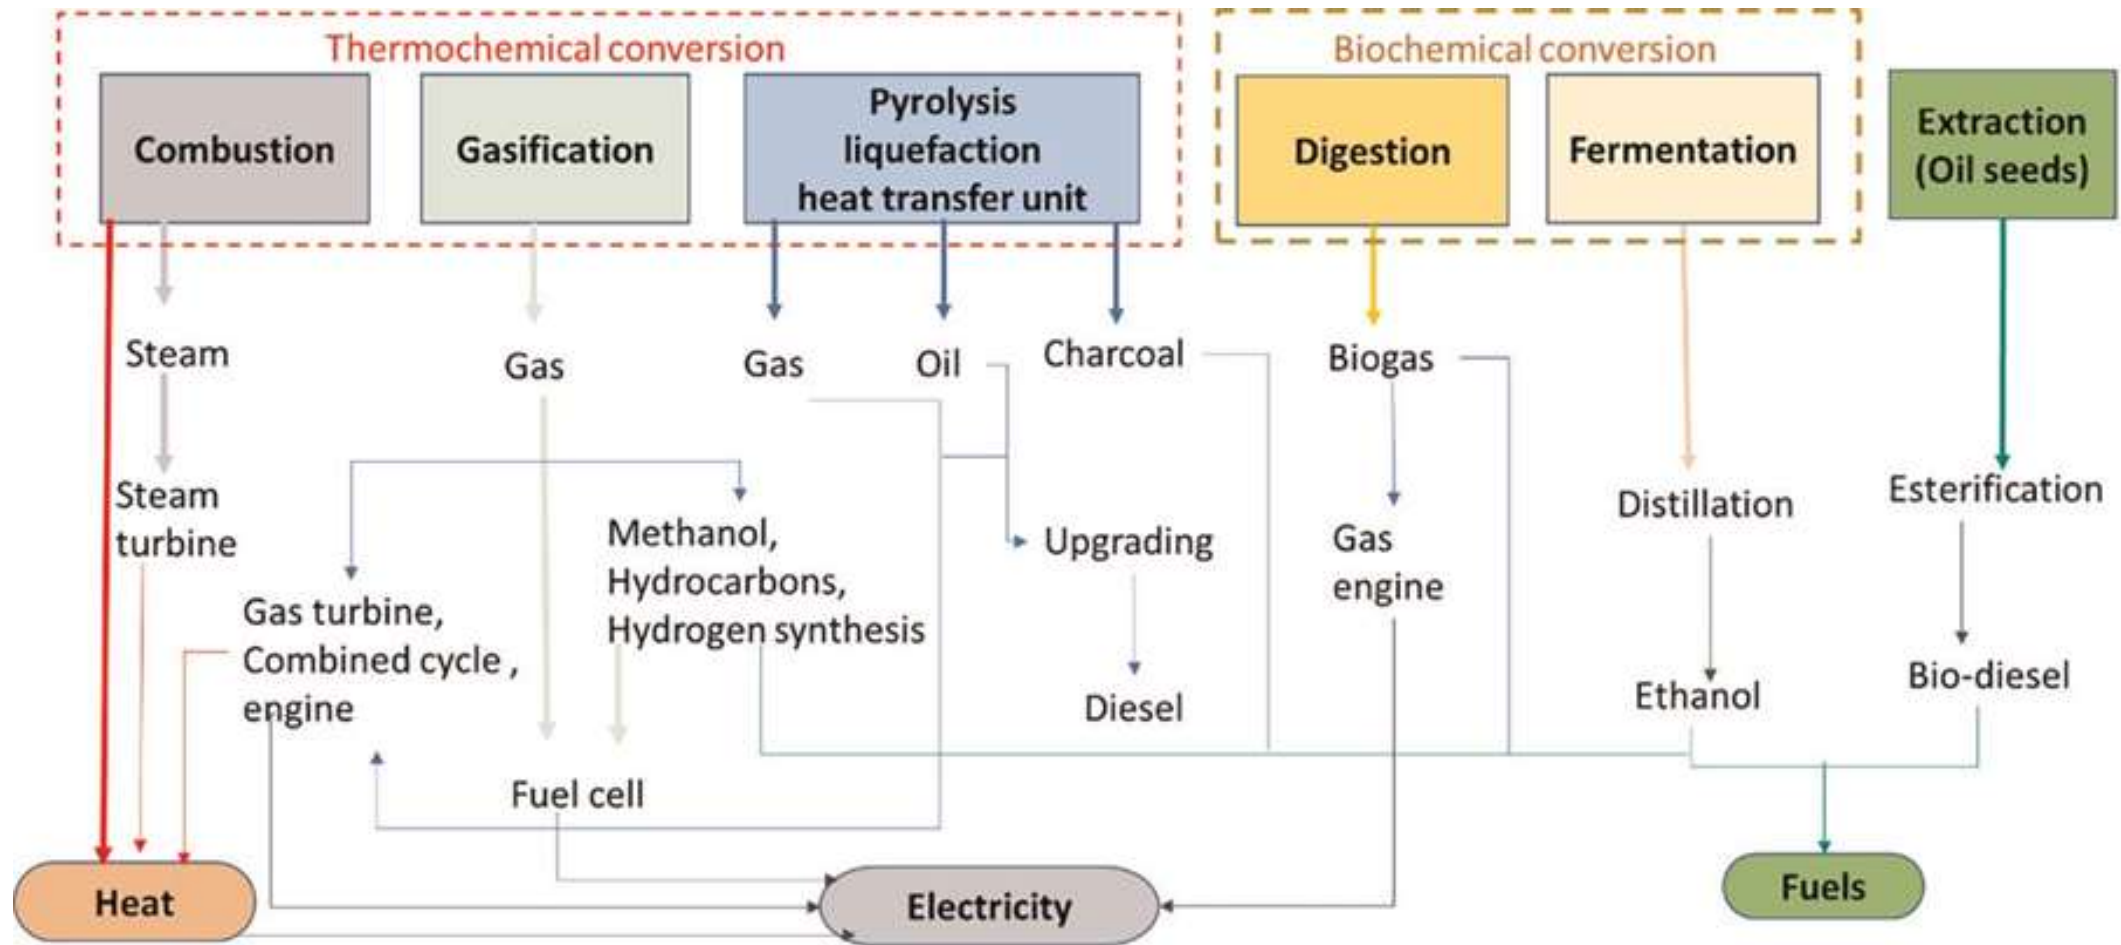 Thermochemical conversion
Biochemical conversion
Combustion
Gasification
Pyrolysis
liquefaction
heat transfer unit
Digestion
Fermentation
Extraction
(Oil seeds)
Steam
Gas
Gas
Oil
Charcoal
Biogas
Steam
turbine
Methanol,
Hydrocarbons,
Hydrogen synthesis
Upgrading
Gas
engine
Distillation
Esterification
Gas turbine,
Combined cycle ,
engine
Diesel
Ethanol
Bio-diesel
Fuel cell
Heat
Electricity
Fuels